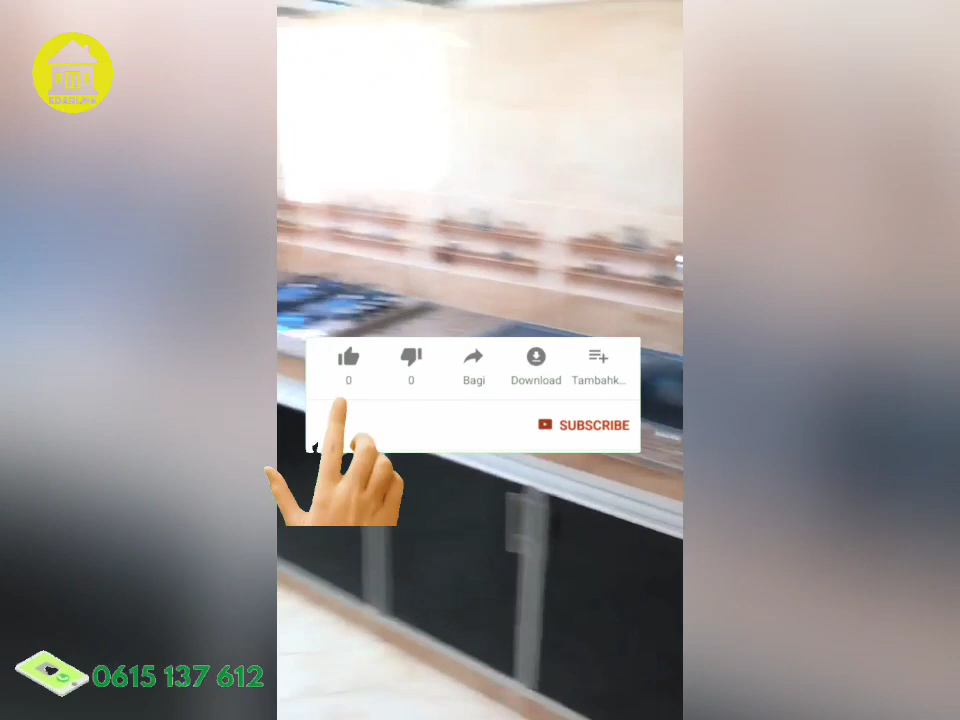 0
0
Bagi
Download
Tambahk...
SUBSCRIBE
0615 137 612